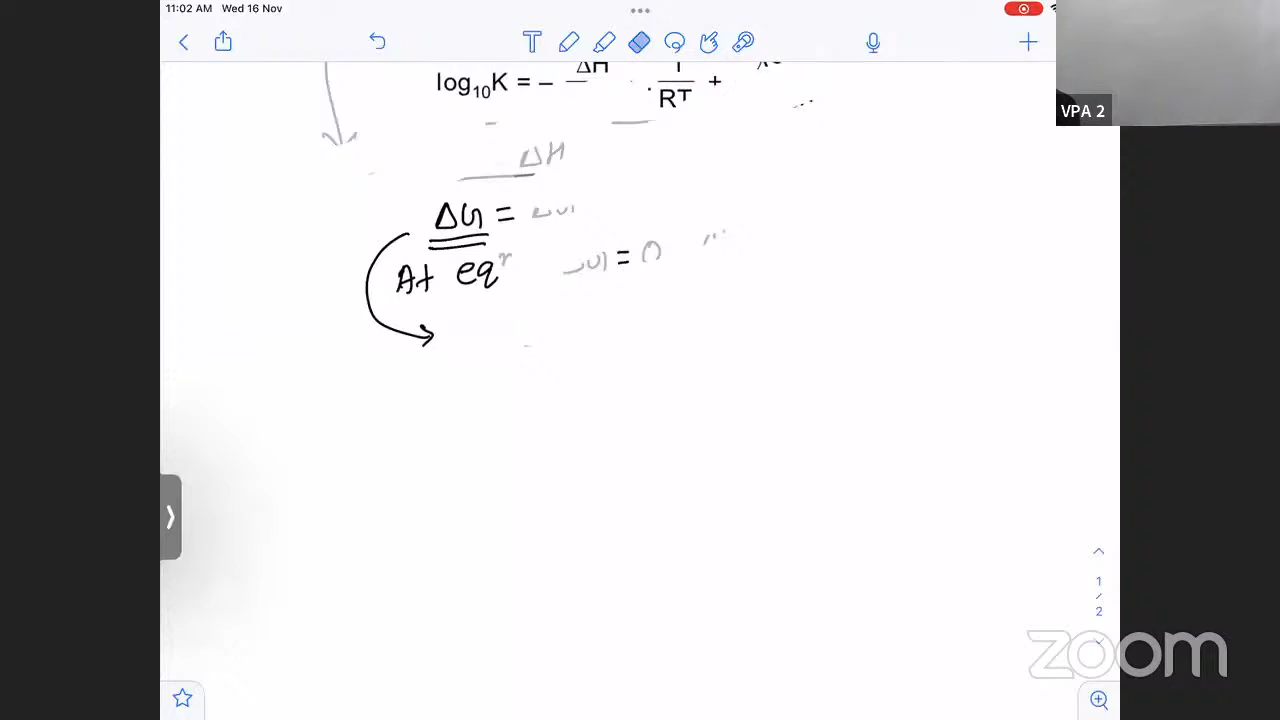 11:02 AM Wed 16 Nov
VPA 2
log₁₀K = – ΔH . 1/RT +
ΔH
ΔG =
At eq = 0
1
2
zoom